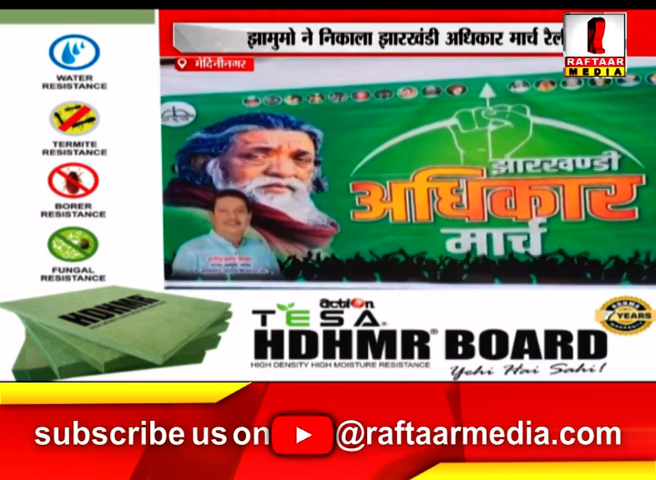 झामुमो ने निकाला झारखंडी अधिकार मार्च रैली
RAFTAAR
MEDIA
मेदिनीनगर
WATER
RESISTANCE
TERMITE
RESISTANCE
BORER
RESISTANCE
FUNGAL
RESISTANCE
झारखण्डी
अधिकार
मार्च
HDHMR
action
TESA
HDHMR® BOARD
HIGH DENSITY HIGH MOISTURE RESISTANCE
Yehi Hai Sahi!
7 YEARS
WARRANTY
subscribe us on @raftaarmedia.com